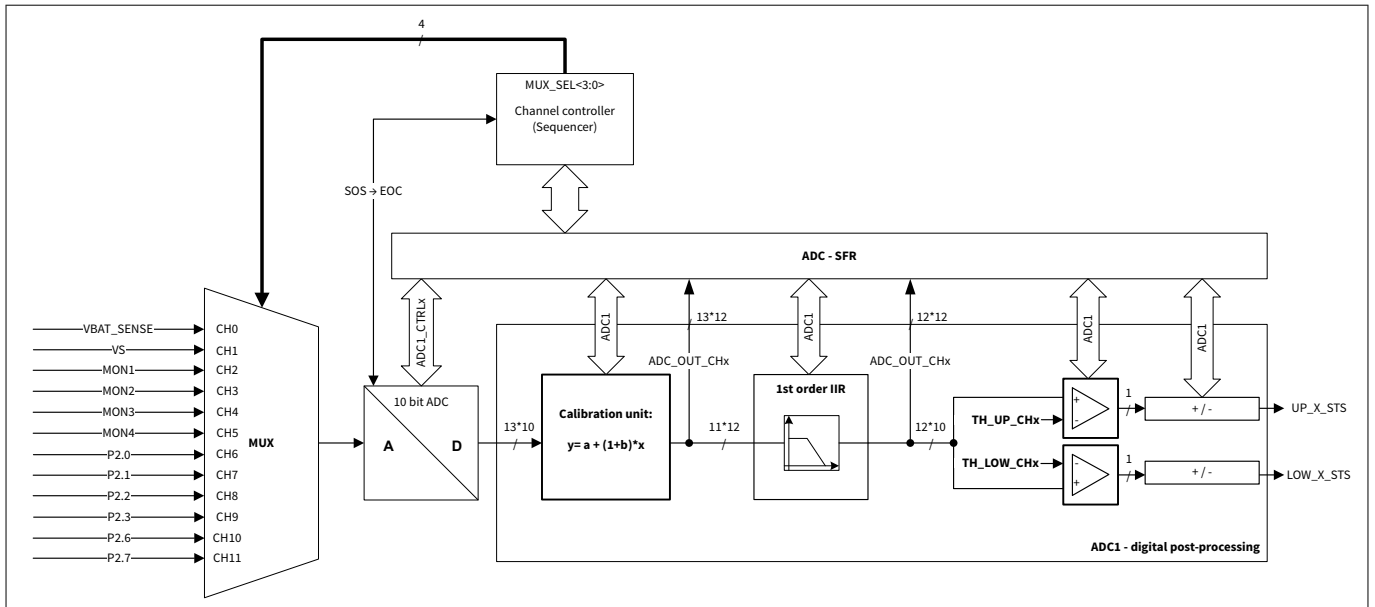 4
MUX_SEL<3:0>
Channel controller
(Sequencer)
SOS → EOC
ADC - SFR
ADC1_CTRLx
ADC1
13*12
ADC1
12*12
ADC1
ADC1
VBAT_SENSE
CH0
VS
CH1
MON1
CH2
MON2
CH3
MON3
CH4
MON4
CH5
P2.0
CH6
P2.1
CH7
P2.2
CH8
P2.3
CH9
P2.6
CH10
P2.7
CH11
MUX
10 bit ADC
A
D
13*10
Calibration unit:
y= a + (1+b)*x
ADC_OUT_CHx
11*12
1st order IIR
ADC_OUT_CHx
12*10
TH_UP_CHx
+
-
1
+ / -
UP_X_STS
TH_LOW_CHx
-
+
1
+ / -
LOW_X_STS
ADC1 - digital post-processing